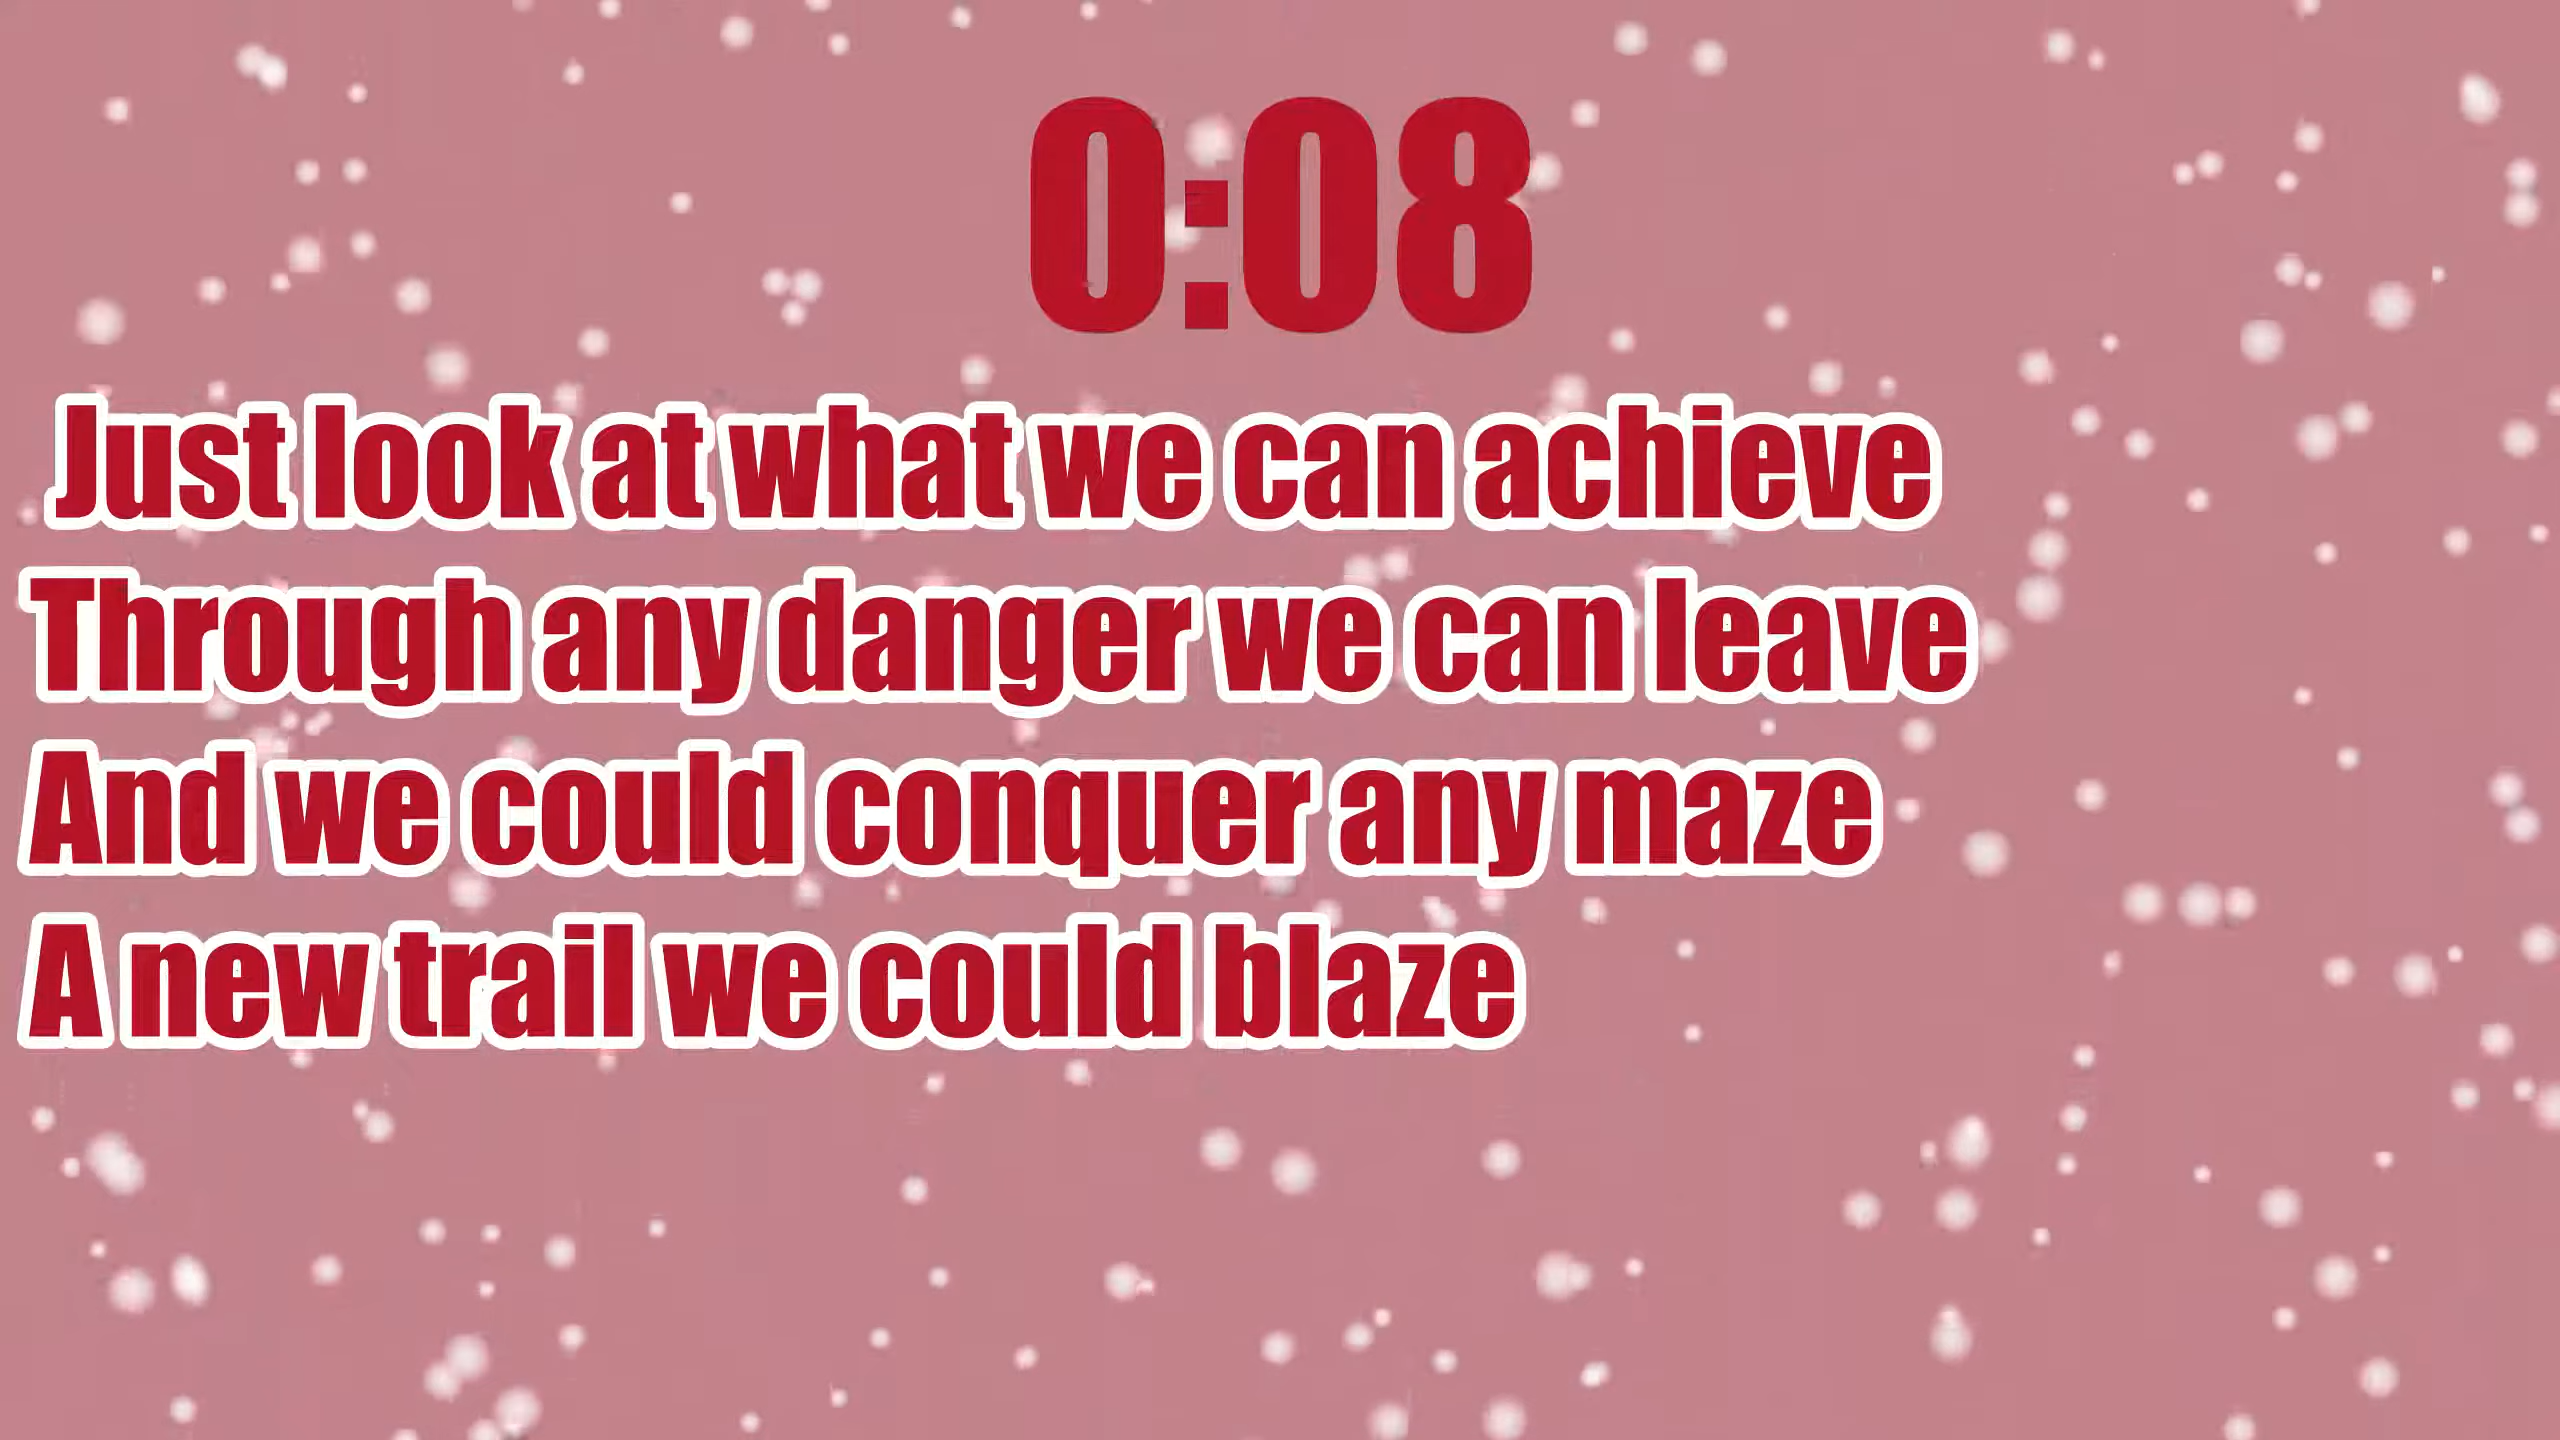 0:08
Just look at what we can achieve
Through any danger we can leave
And we could conquer any maze
A new trail we could blaze